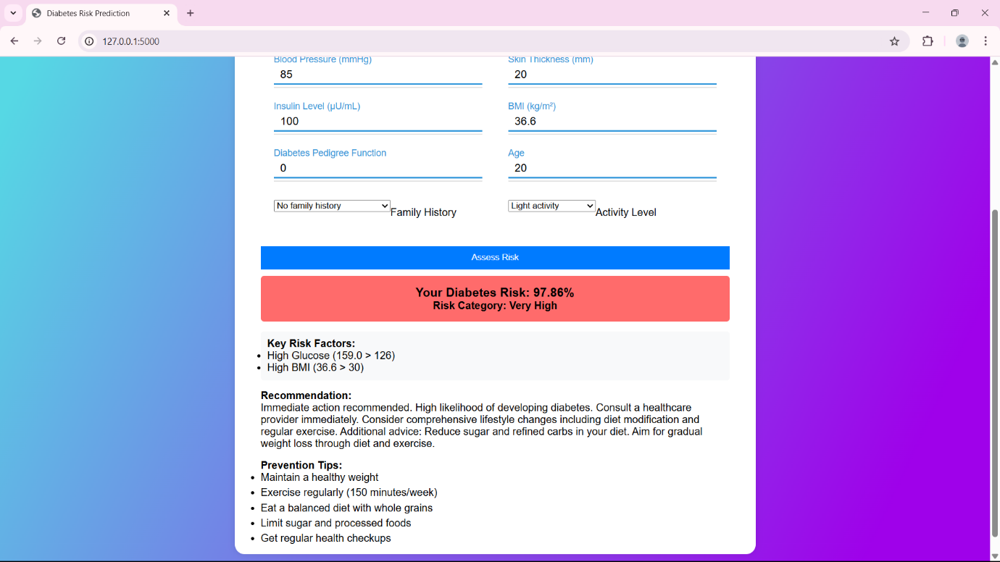 Diabetes Risk Prediction
127.0.0.1:5000
Blood Pressure (mmHg)
85
Skin Thickness (mm)
20
Insulin Level (μU/mL)
100
BMI (kg/m²)
36.6
Diabetes Pedigree Function
0
Age
20
No family history
Family History
Light activity
Activity Level
Assess Risk
Your Diabetes Risk: 97.86%
Risk Category: Very High
Key Risk Factors:
High Glucose (159.0 > 126)
High BMI (36.6 > 30)
Recommendation:
Immediate action recommended. High likelihood of developing diabetes. Consult a healthcare
provider immediately. Consider comprehensive lifestyle changes including diet modification and
regular exercise. Additional advice: Reduce sugar and refined carbs in your diet. Aim for gradual
weight loss through diet and exercise.
Prevention Tips:
Maintain a healthy weight
Exercise regularly (150 minutes/week)
Eat a balanced diet with whole grains
Limit sugar and processed foods
Get regular health checkups